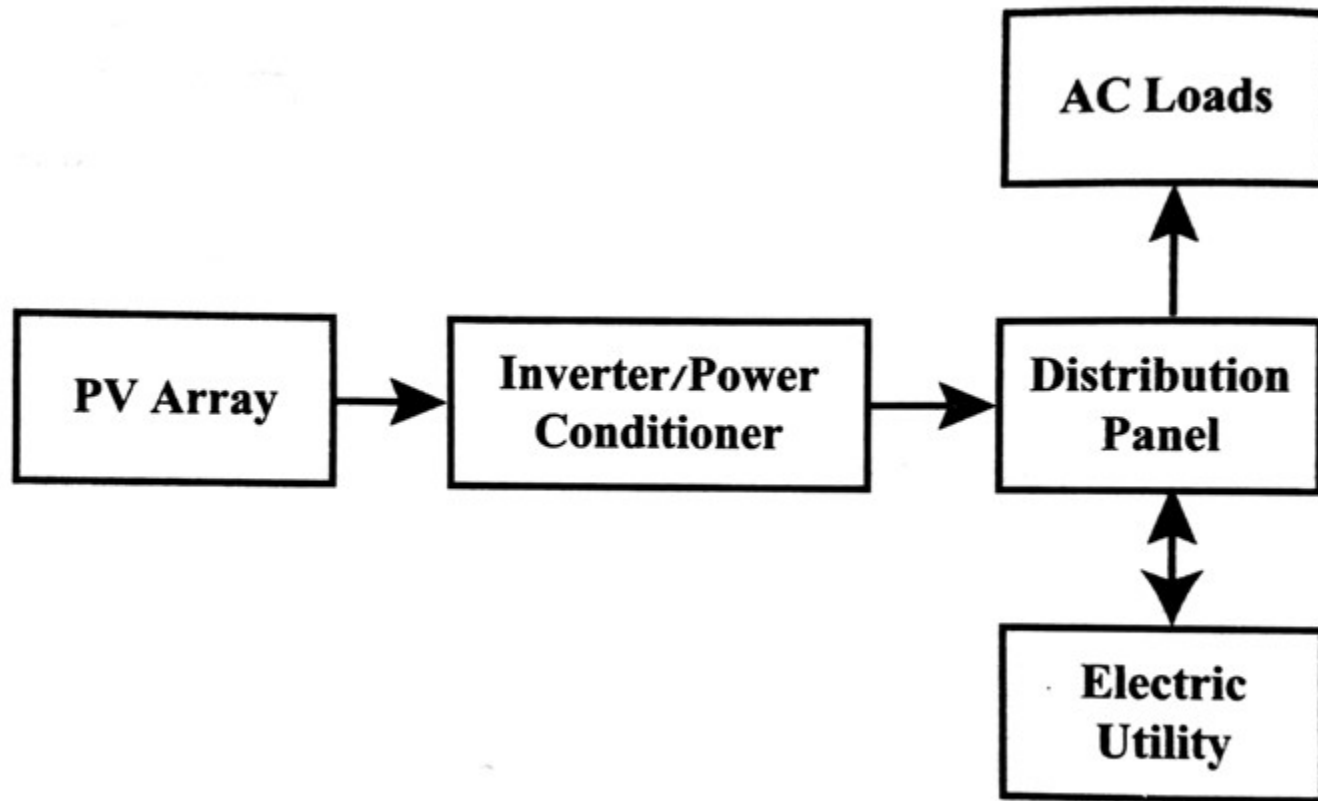 AC Loads
PV Array
Inverter/Power
Conditioner
Distribution
Panel
Electric
Utility